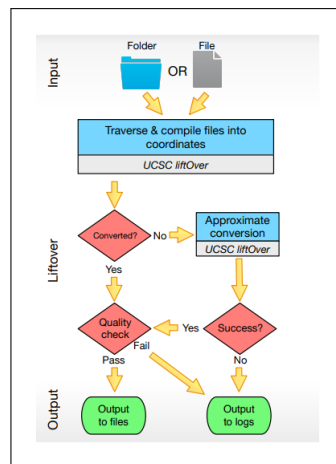 Input
Folder
File
OR
Traverse & compile files into
coordinates
UCSC liftOver
Liftover
Converted?
No
Approximate
conversion
UCSC liftOver
Yes
Quality
check
Yes
Success?
Fail
Pass
No
Output
Output
to files
Output
to logs